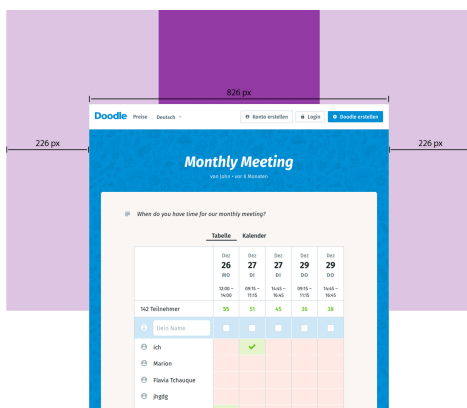 826 px
Doodle Preise Deutsch Konto erstellen Login Doodle erstellen
226 px 226 px
Monthly Meeting
von John • vor 6 Monaten
When do you have time for our monthly meeting?
Tabelle Kalender
Dez Dez Dez Dez Dez
26 27 27 29 29
MO DI DI DO DO
12:00 – 09:15 – 14:45 – 09:15 – 14:45 –
14:00 11:15 16:45 11:15 16:45
142 Teilnehmer 55 51 45 36 38
Dein Name
ich
Marion
Flavia Tchauque
jhgdg